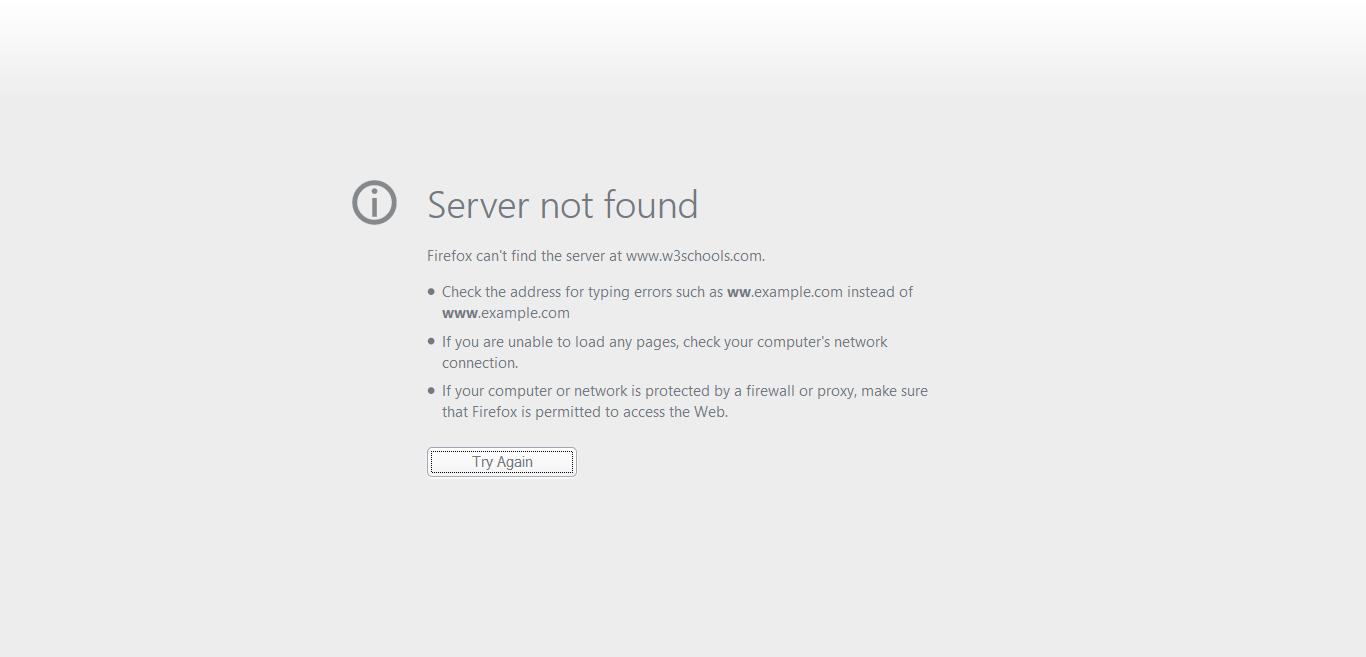 Server not found
Firefox can't find the server at www.w3schools.com.
Check the address for typing errors such as ww.example.com instead of
www.example.com
If you are unable to load any pages, check your computer's network
connection.
If your computer or network is protected by a firewall or proxy, make sure
that Firefox is permitted to access the Web.
Try Again